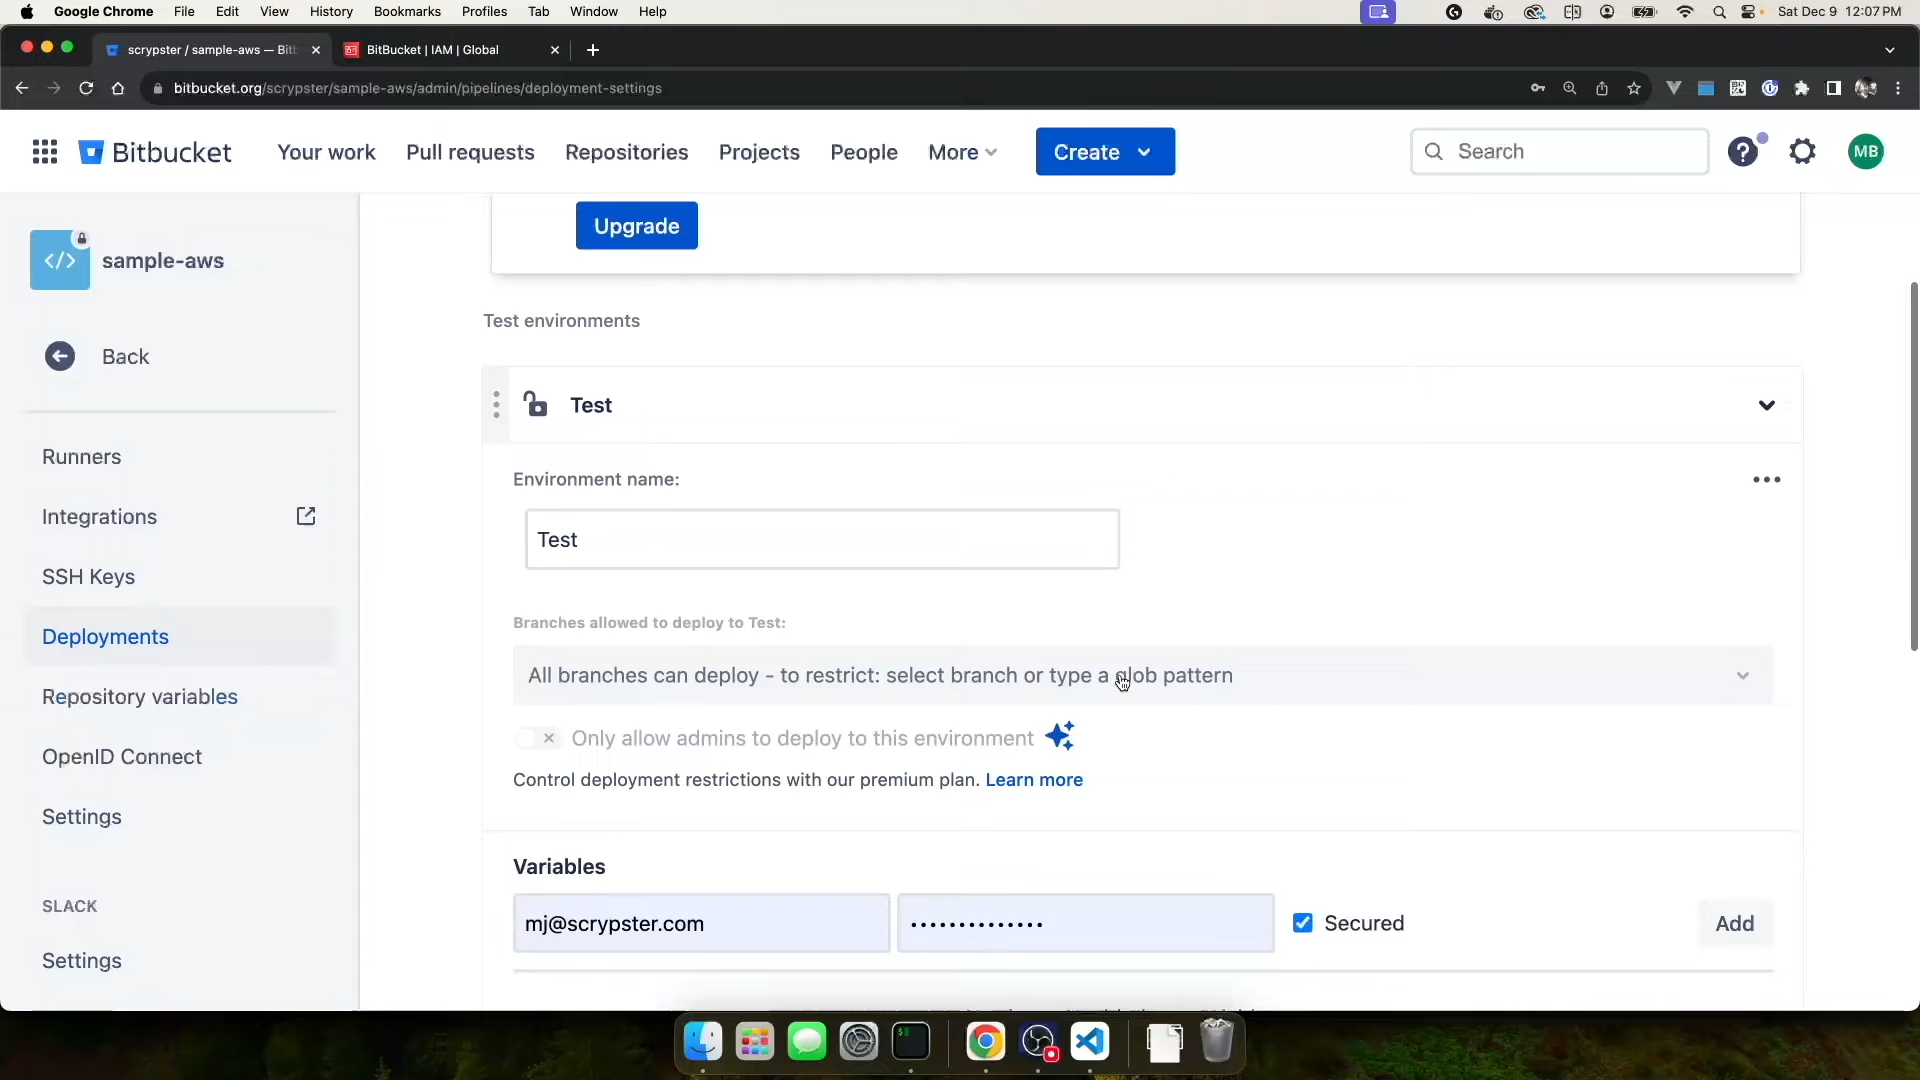 Google Chrome File Edit View History Bookmarks Profiles Tab Window Help Sat Dec 9 12:07 PM
scrypster / sample-aws — Bit BitBucket | IAM | Global
bitbucket.org/scrypster/sample-aws/admin/pipelines/deployment-settings
Bitbucket Your work Pull requests Repositories Projects People More Create Search MB
Upgrade
sample-aws
Test environments
Back
Test
Runners
Environment name:
Integrations
Test
SSH Keys
Branches allowed to deploy to Test:
Deployments
All branches can deploy - to restrict: select branch or type a glob pattern
Repository variables
Only allow admins to deploy to this environment
OpenID Connect
Control deployment restrictions with our premium plan. Learn more
Settings
Variables
SLACK
mj@scrypster.com •••••••••••••• Secured Add
Settings